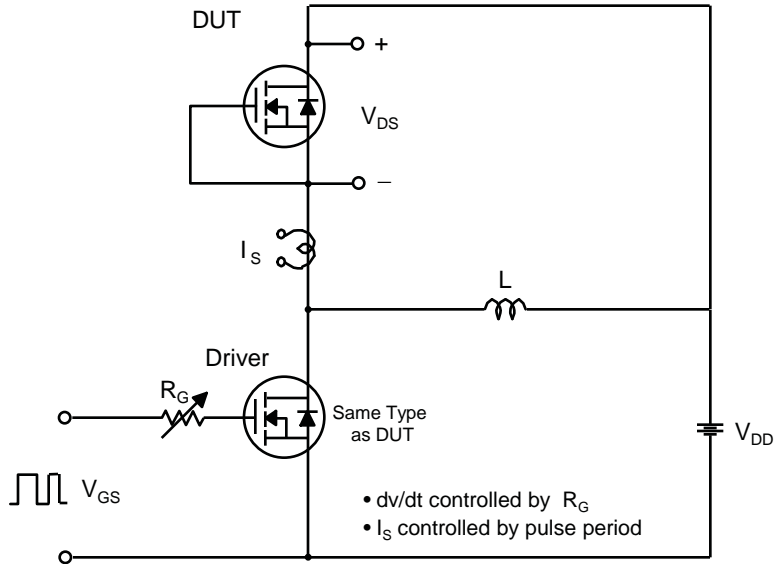 DUT
+
V_DS
−
I_S
L
Driver
R_G
Same Type
as DUT
V_DD
V_GS
• dv/dt controlled by R_G
• I_S controlled by pulse period